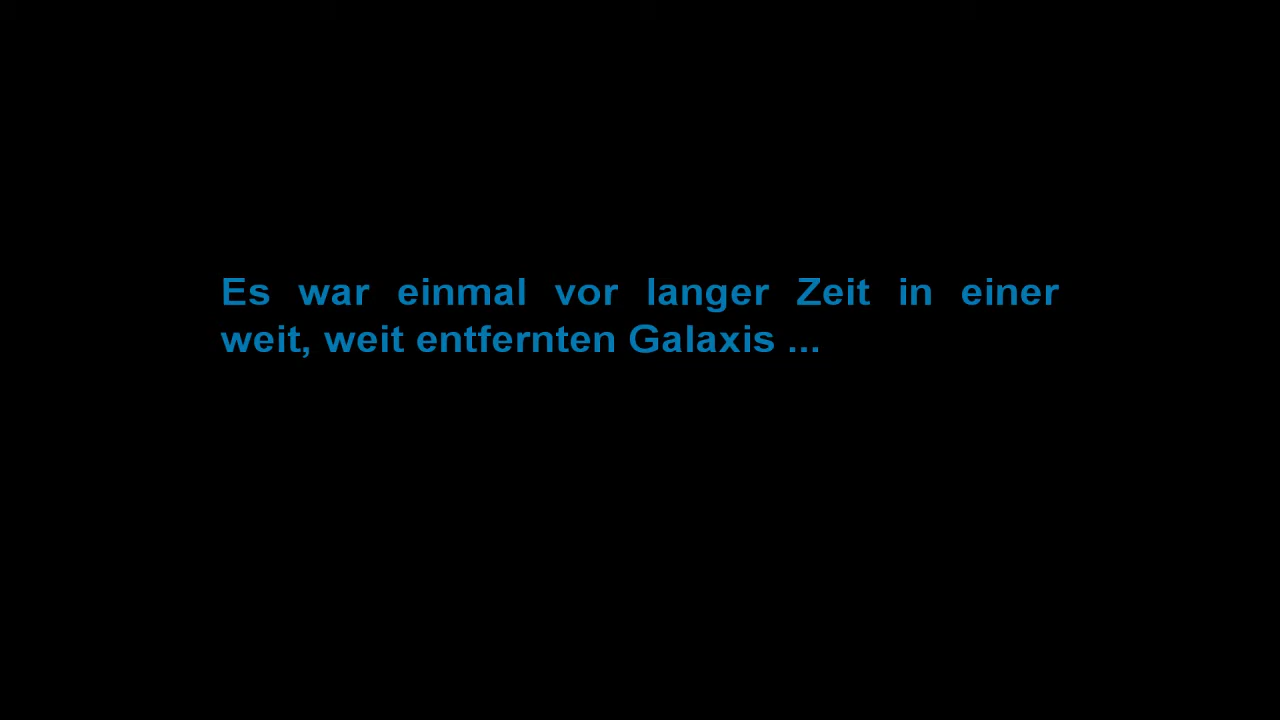 Es war einmal vor langer Zeit in einer
weit, weit entfernten Galaxis ...